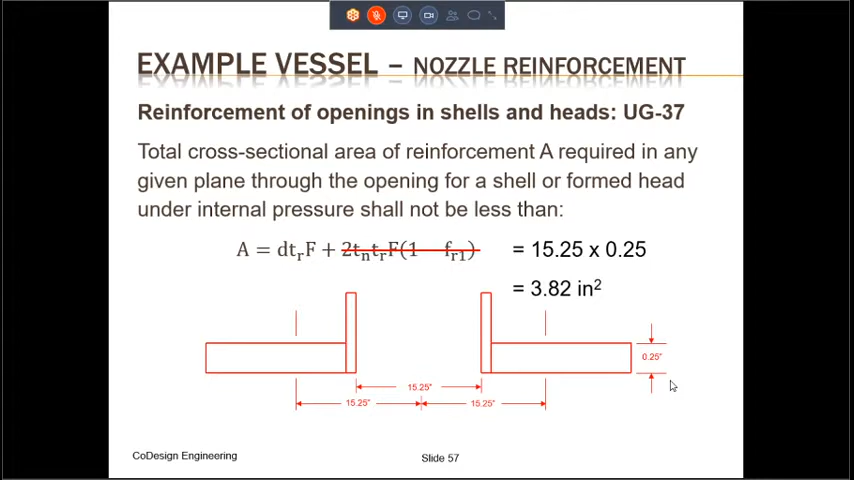 EXAMPLE VESSEL – NOZZLE REINFORCEMENT
Reinforcement of openings in shells and heads: UG-37
Total cross-sectional area of reinforcement A required in any
given plane through the opening for a shell or formed head
under internal pressure shall not be less than:
A = dtᵣF + 2tₙtᵣF(1 − fᵣ₁) = 15.25 x 0.25
= 3.82 in²
0.25"
15.25"
15.25" 15.25"
CoDesign Engineering Slide 57